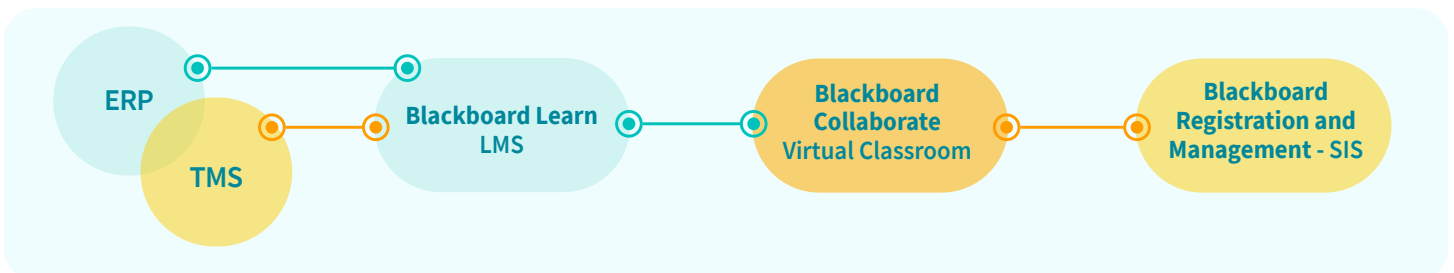 ERP
TMS
Blackboard Learn
LMS
Blackboard
Collaborate
Virtual Classroom
Blackboard
Registration and
Management - SIS